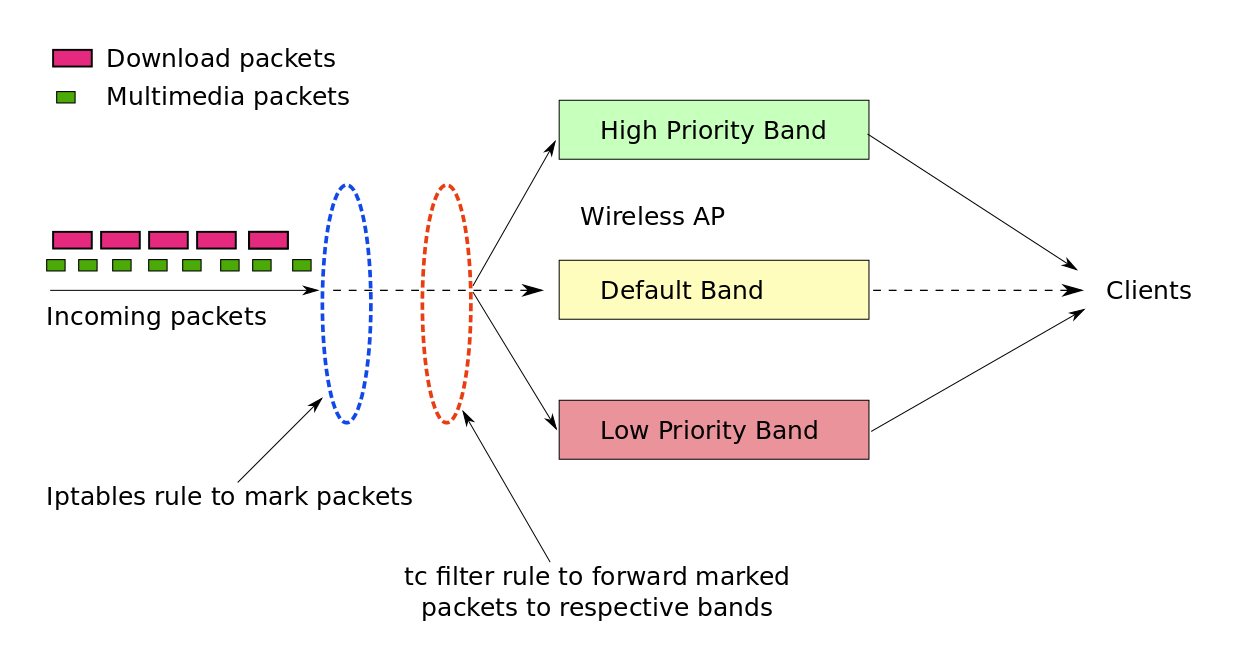 Download packets
Multimedia packets
High Priority Band
Wireless AP
Default Band
Clients
Incoming packets
Low Priority Band
Iptables rule to mark packets
tc filter rule to forward marked
packets to respective bands